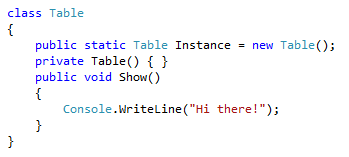 class Table
{
    public static Table Instance = new Table();
    private Table() { }
    public void Show()
    {
        Console.WriteLine("Hi there!");
    }
}